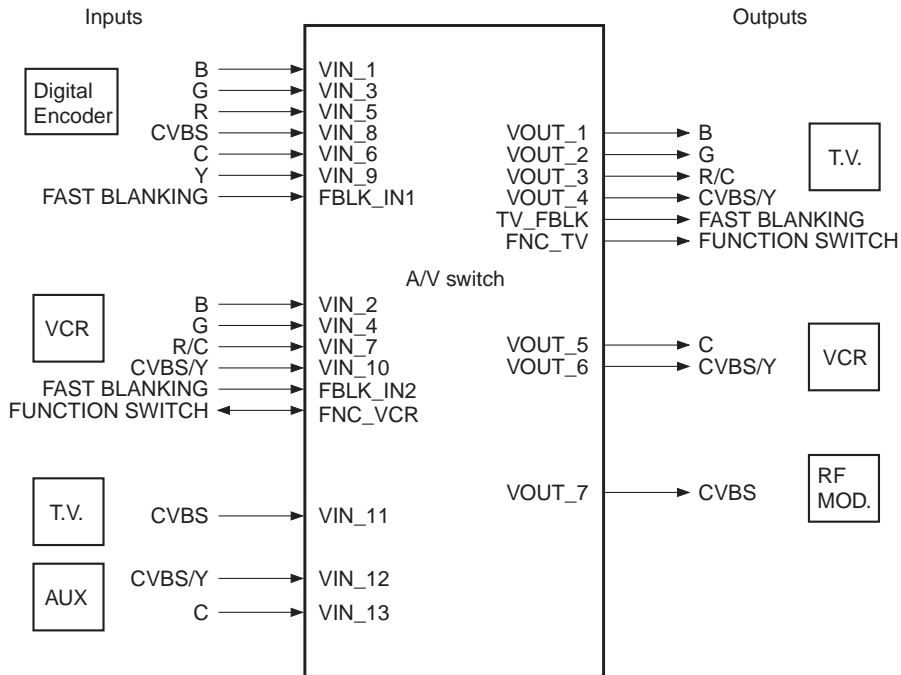 Inputs
Outputs
Digital
Encoder
B VIN_1
G VIN_3
R VIN_5
CVBS VIN_8
C VIN_6
Y VIN_9
FAST BLANKING FBLK_IN1
VOUT_1 B
VOUT_2 G
VOUT_3 R/C
VOUT_4 CVBS/Y
TV_FBLK FAST BLANKING
FNC_TV FUNCTION SWITCH
T.V.
A/V switch
VCR
B VIN_2
G VIN_4
R/C VIN_7
CVBS/Y VIN_10
FAST BLANKING FBLK_IN2
FUNCTION SWITCH FNC_VCR
VOUT_5 C
VOUT_6 CVBS/Y
VCR
VOUT_7 CVBS
RF
MOD.
T.V.
CVBS VIN_11
AUX
CVBS/Y VIN_12
C VIN_13